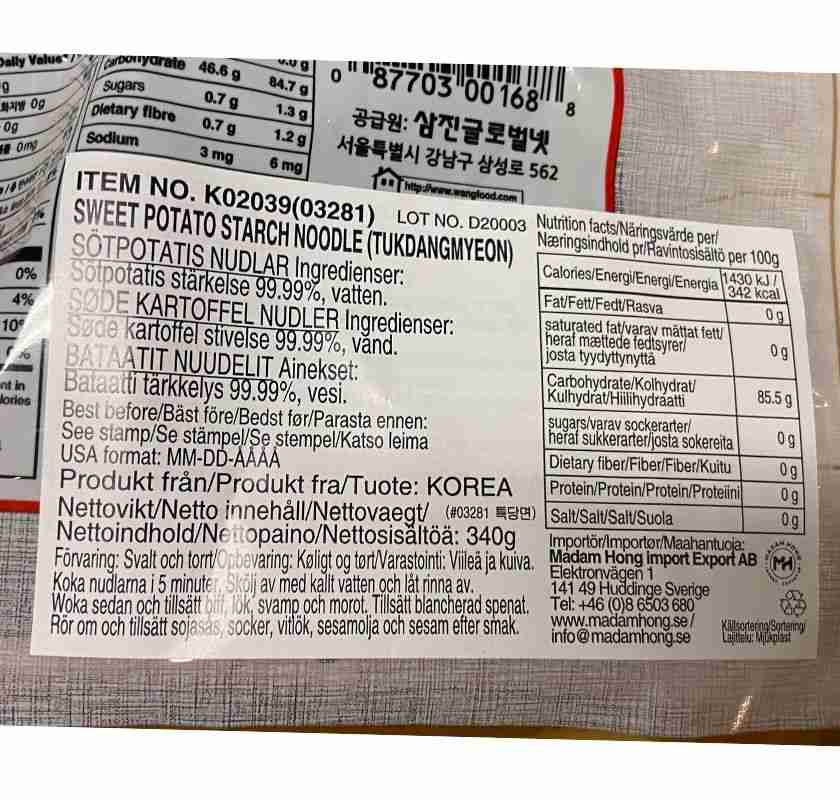 Daily Value
Carbohydrate 46.6 g
84.7 g
Sugars 0.7 g 1.3 g
Dietary fibre 0.7 g 1.2 g
Sodium 3 mg 6 mg
0g
0g
0mg
0%
4%
0 87703 00168 8
공급원: 삼진글로벌넷
서울특별시 강남구 삼성로 562
http://www.wangfood.com
ITEM NO. K02039(03281) LOT NO. D20003
SWEET POTATO STARCH NOODLE (TUKDANGMYEON)
SÖTPOTATIS NUDLAR Ingredienser:
Sötpotatis stärkelse 99.99%, vatten.
SØDE KARTOFFEL NUDLER Ingredienser:
Søde kartoffel stivelse 99.99%, vand.
BATAATIT NUUDELIT Ainekset:
Bataatti tärkkelys 99.99%, vesi.
Best before/Bäst före/Bedst før/Parasta ennen:
See stamp/Se stämpel/Se stempel/Katso leima
USA format: MM-DD-ÅÅÅÅ
Produkt från/Produkt fra/Tuote: KOREA
Nettovikt/Netto innehåll/Nettovaegt/ (#03281 특당면)
Nettoindhold/Nettopaino/Nettosisältöä: 340g
Förvaring: Svalt och torrt/Opbevaring: Køligt og tørt/Varastointi: Viileä ja kuiva.
Koka nudlarna i 5 minuter, Skölj av med kallt vatten och låt rinna av.
Woka sedan och tillsätt biff, lök, svamp och morot. Tillsätt blancherad spenat.
Rör om och tillsätt sojasås, socker, vitlök, sesamolja och sesam efter smak.
Nutrition facts/Näringsvärde per/
Næringsindhold pr/Ravintosisältö per 100g
Calories/Energi/Energi/Energia 1430 kJ /
342 kcal
Fat/Fett/Fedt/Rasva 0 g
saturated fat/varav mättat fett/
heraf mættede fedtsyrer/
josta tyydyttynyttä 0 g
Carbohydrate/Kolhydrat/
Kulhydrat/Hiilihydraatti 85.5 g
sugars/varav sockerarter/
heraf sukkerarter/josta sokereita 0 g
Dietary fiber/Fiber/Fiber/Kuitu 0 g
Protein/Protein/Protein/Proteiini 0 g
Salt/Salt/Salt/Suola 0 g
Importör/Importør/Maahantuoja:
Madam Hong Import Export AB
Elektronvägen 1
141 49 Huddinge Sverige
Tel: +46 (0)8 6503 680
www.madamhong.se /
info@madamhong.se
MADAM HONG
MH
Källsortering/Sortering/
Lajittelu: Mjukplast